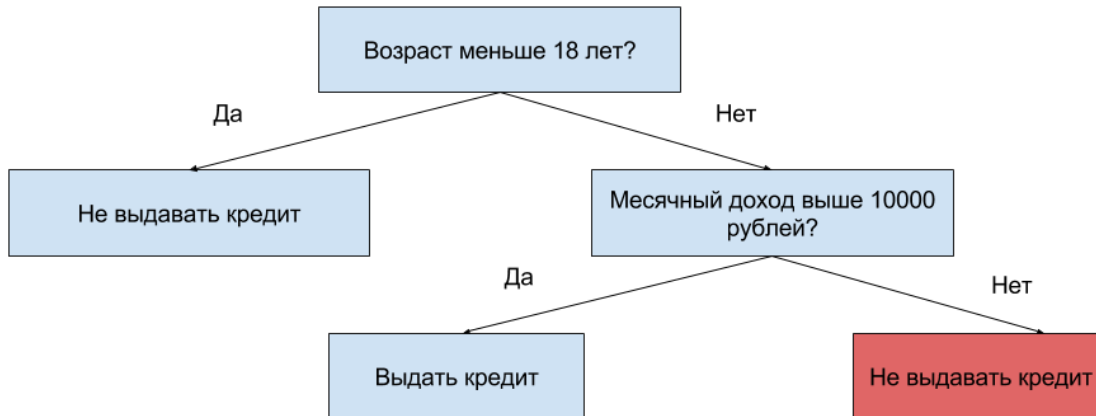 Возраст меньше 18 лет?
Да
Нет
Не выдавать кредит
Месячный доход выше 10000
рублей?
Да
Нет
Выдать кредит
Не выдавать кредит